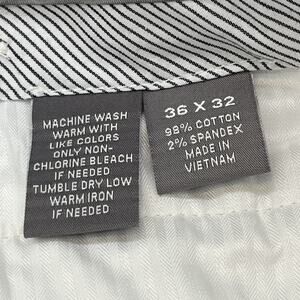 MACHINE WASH
WARM WITH
LIKE COLORS
ONLY NON-
CHLORINE BLEACH
IF NEEDED
TUMBLE DRY LOW
WARM IRON
IF NEEDED
36 X 32
98% COTTON
2% SPANDEX
MADE IN
VIETNAM